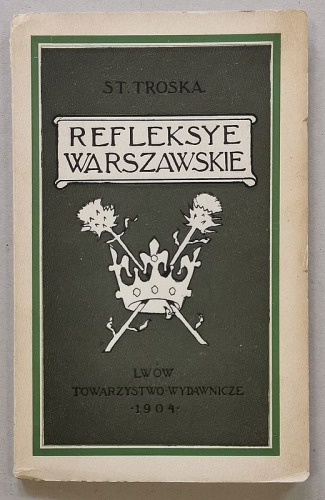 ST. TROSKA.
REFLEKSYE
WARSZAWSKIE
LWÓW
TOWARZYSTWO·WYDAWNICZE
·1904·